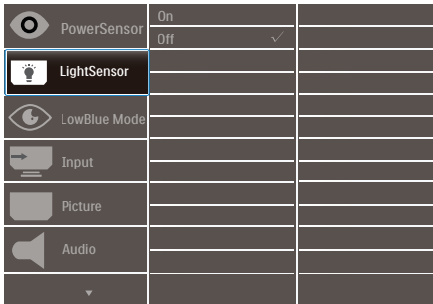 PowerSensor
On
Off
LightSensor
LowBlue Mode
Input
Picture
Audio